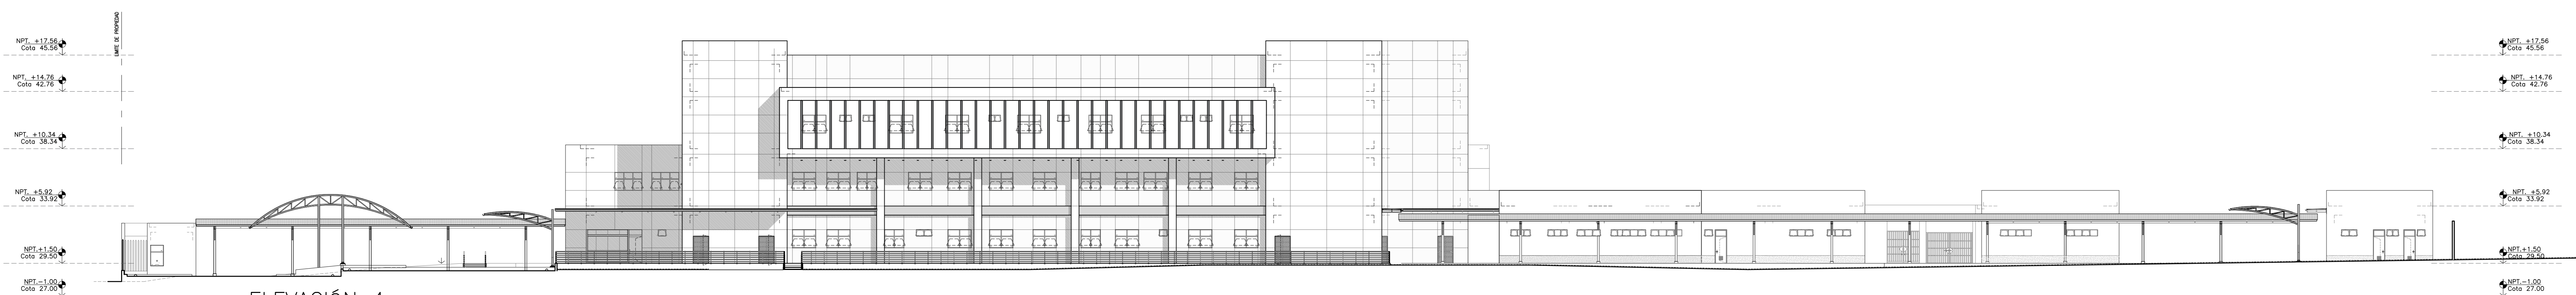 LIMITE DE PROPIEDAD
NPT. +17.56
Cota 45.56
NPT. +14.76
Cota 42.76
NPT. +10.34
Cota 38.34
NPT. +5.92
Cota 33.92
NPT.+1.50
Cota 29.50
NPT.-1.00
Cota 27.00
NPT. +17.56
Cota 45.56
NPT. +14.76
Cota 42.76
NPT. +10.34
Cota 38.34
NPT. +5.92
Cota 33.92
NPT.+1.50
Cota 29.50
NPT.-1.00
Cota 27.00
ELEVACIÓN 4